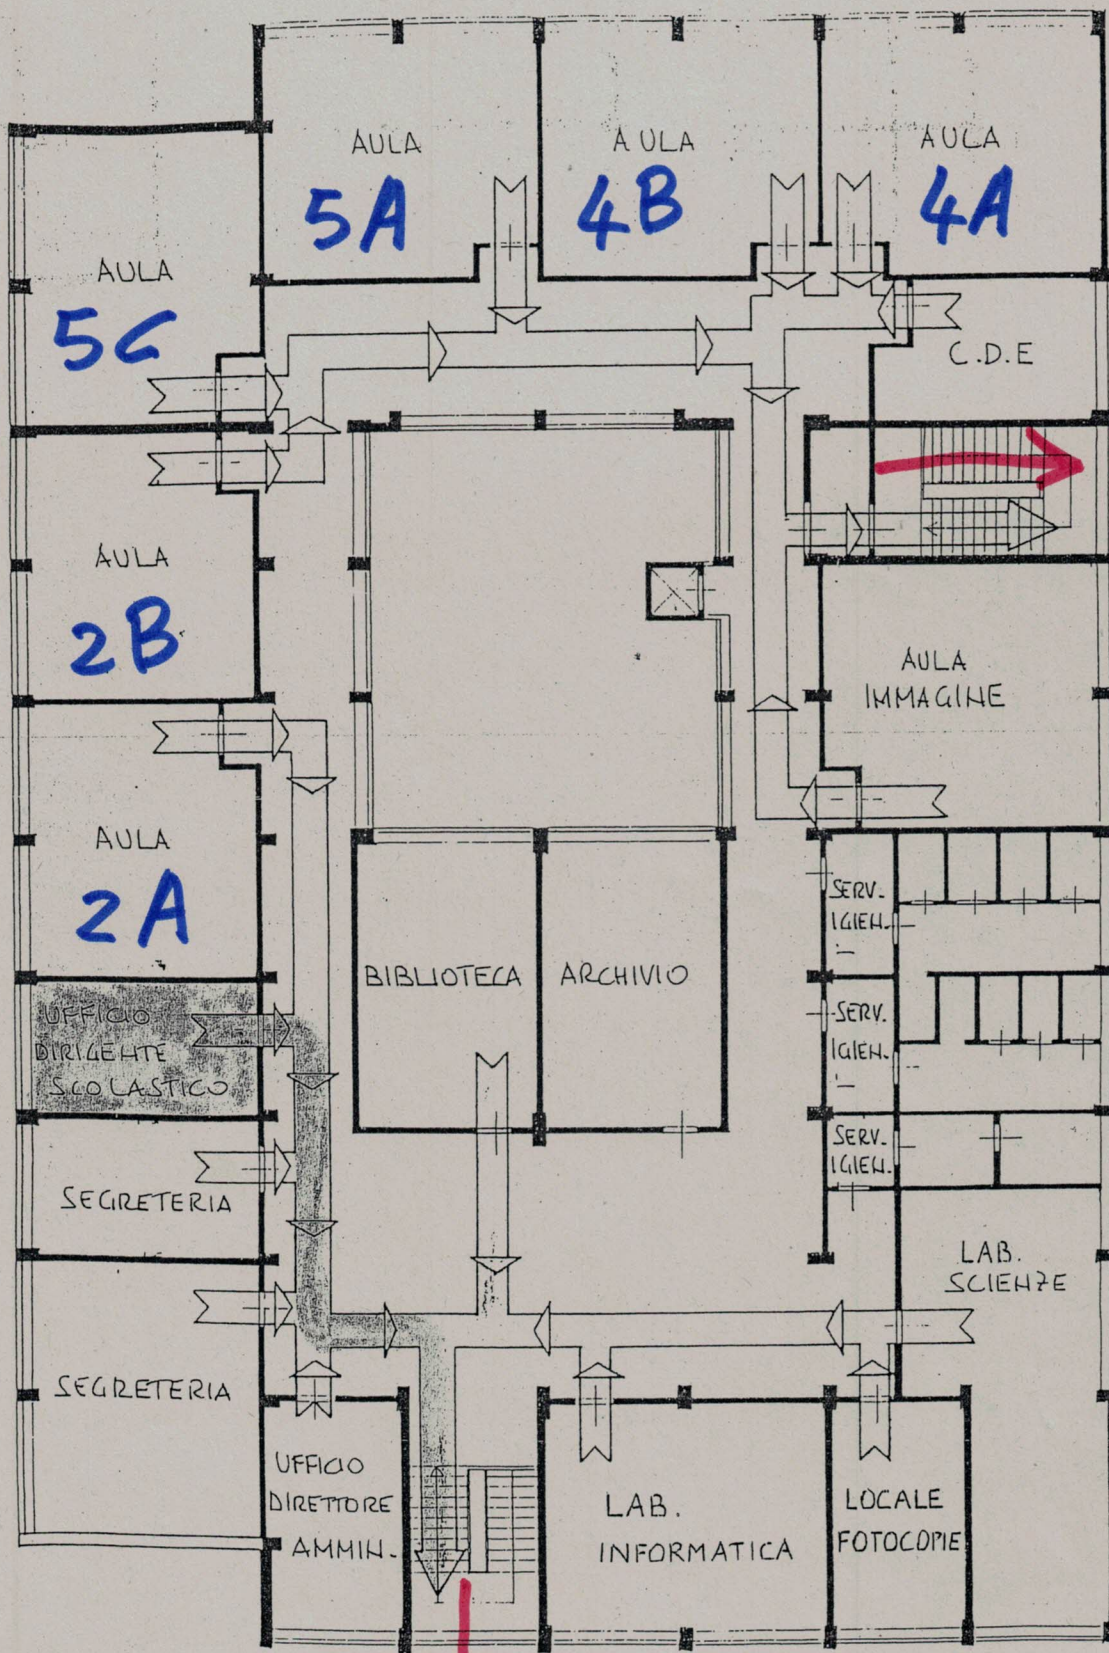 AULA
5A
AULA
4B
AULA
4A
AULA
5C
C.D.E
AULA
2B
AULA
IMMAGINE
AULA
2A
SERV.
IGIEN.
BIBLIOTECA
ARCHIVIO
UFFICIO
DIRIGENTE
SCOLASTICO
SERV.
IGIEN.
SERV.
IGIEN.
SEGRETERIA
LAB.
SCIENZE
SEGRETERIA
UFFICIO
DIRETTORE
AMMIN.
LAB.
INFORMATICA
LOCALE
FOTOCOPIE